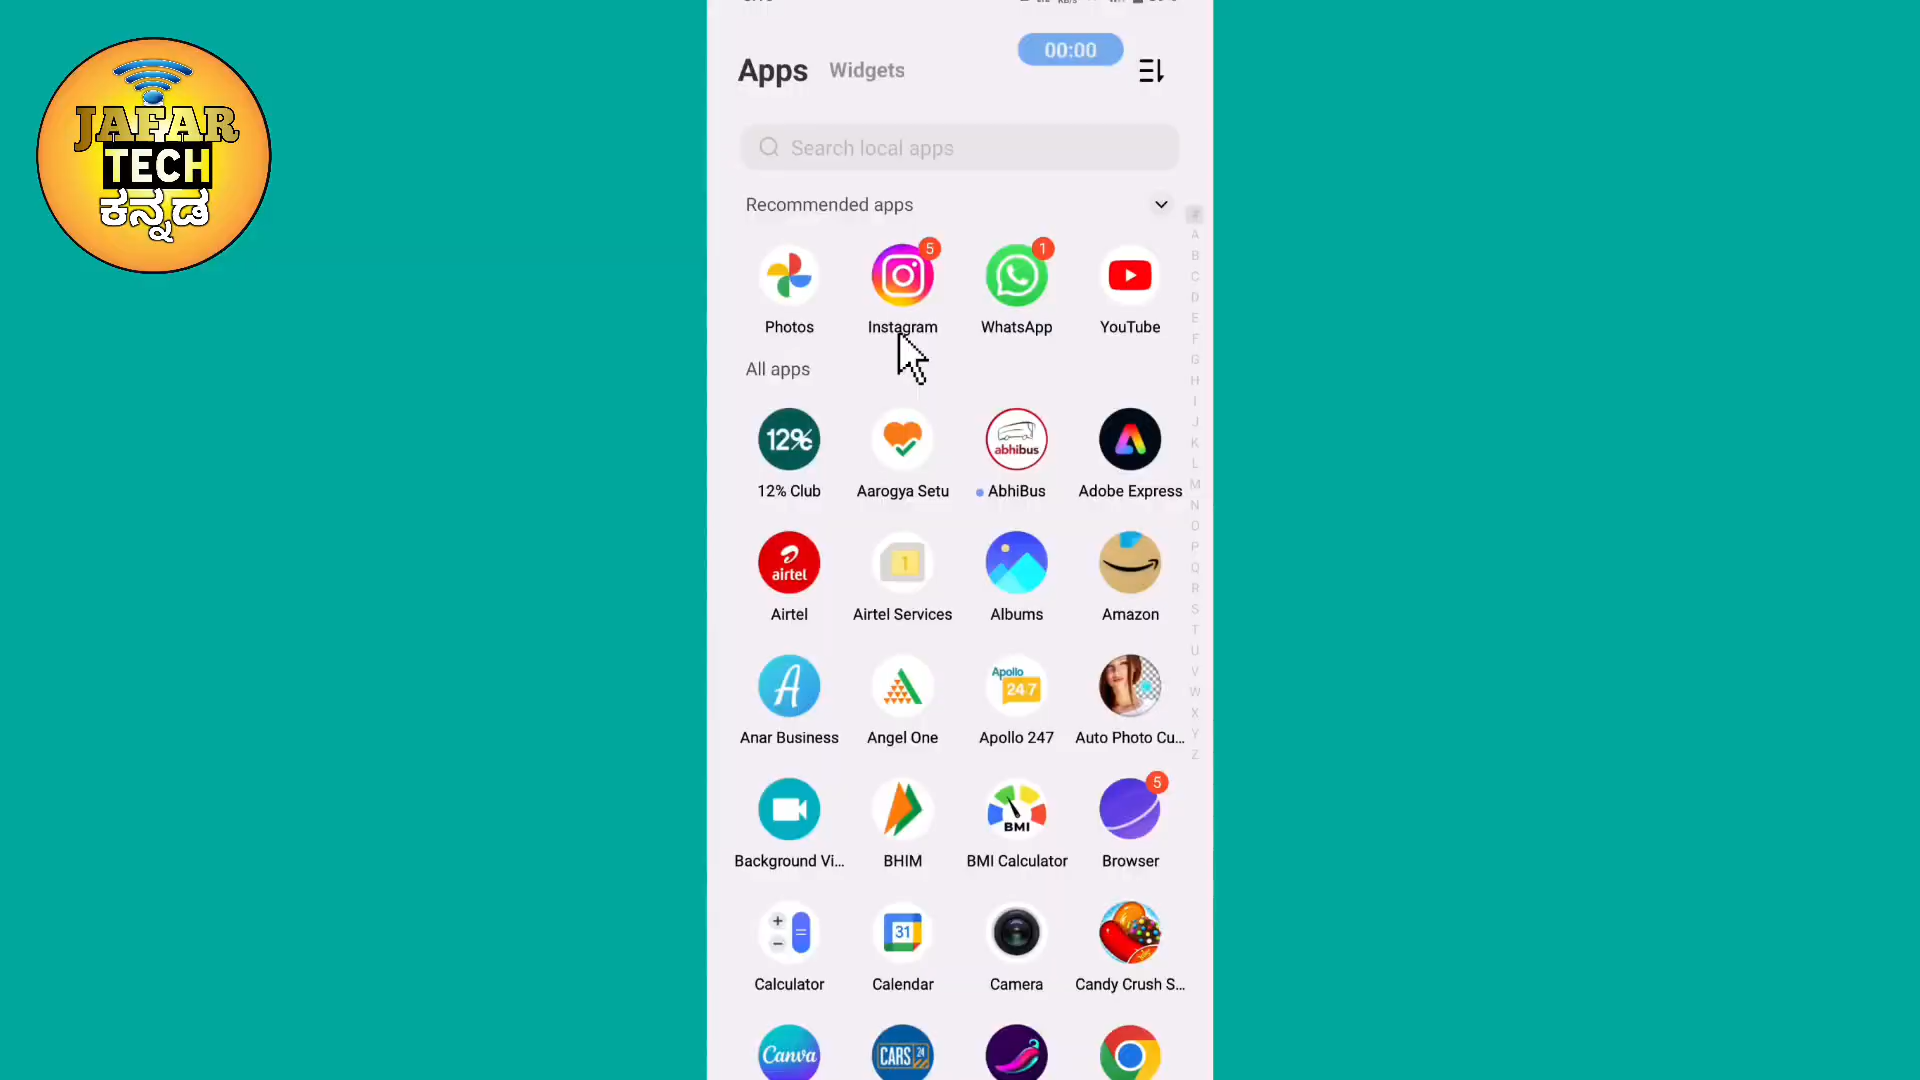 JAFAR
TECH
ಕನ್ನಡ
00:00
Apps Widgets
Search local apps
Recommended apps
5 1
Photos Instagram WhatsApp YouTube
All apps
12% abhibus
12% Club Aarogya Setu AbhiBus Adobe Express
airtel 1
Airtel Airtel Services Albums Amazon
A Apollo 24|7
Anar Business Angel One Apollo 247 Auto Photo Cu...
BMI 5
Background Vi... BHIM BMI Calculator Browser
31
Calculator Calendar Camera Candy Crush S...
Canva CARS 24
#
A
B
C
D
E
F
G
H
I
J
K
L
M
N
O
P
Q
R
S
T
U
V
W
X
Y
Z